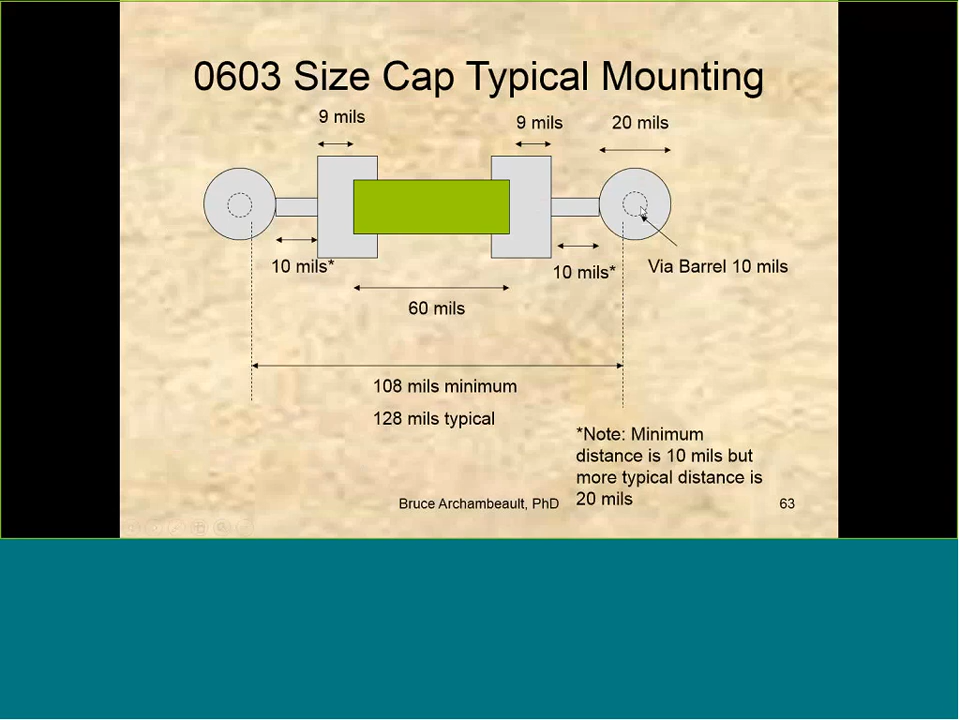 0603 Size Cap Typical Mounting
9 mils
9 mils
20 mils
10 mils*
10 mils*
Via Barrel 10 mils
60 mils
108 mils minimum
128 mils typical
*Note: Minimum
distance is 10 mils but
more typical distance is
20 mils
Bruce Archambeault, PhD
63